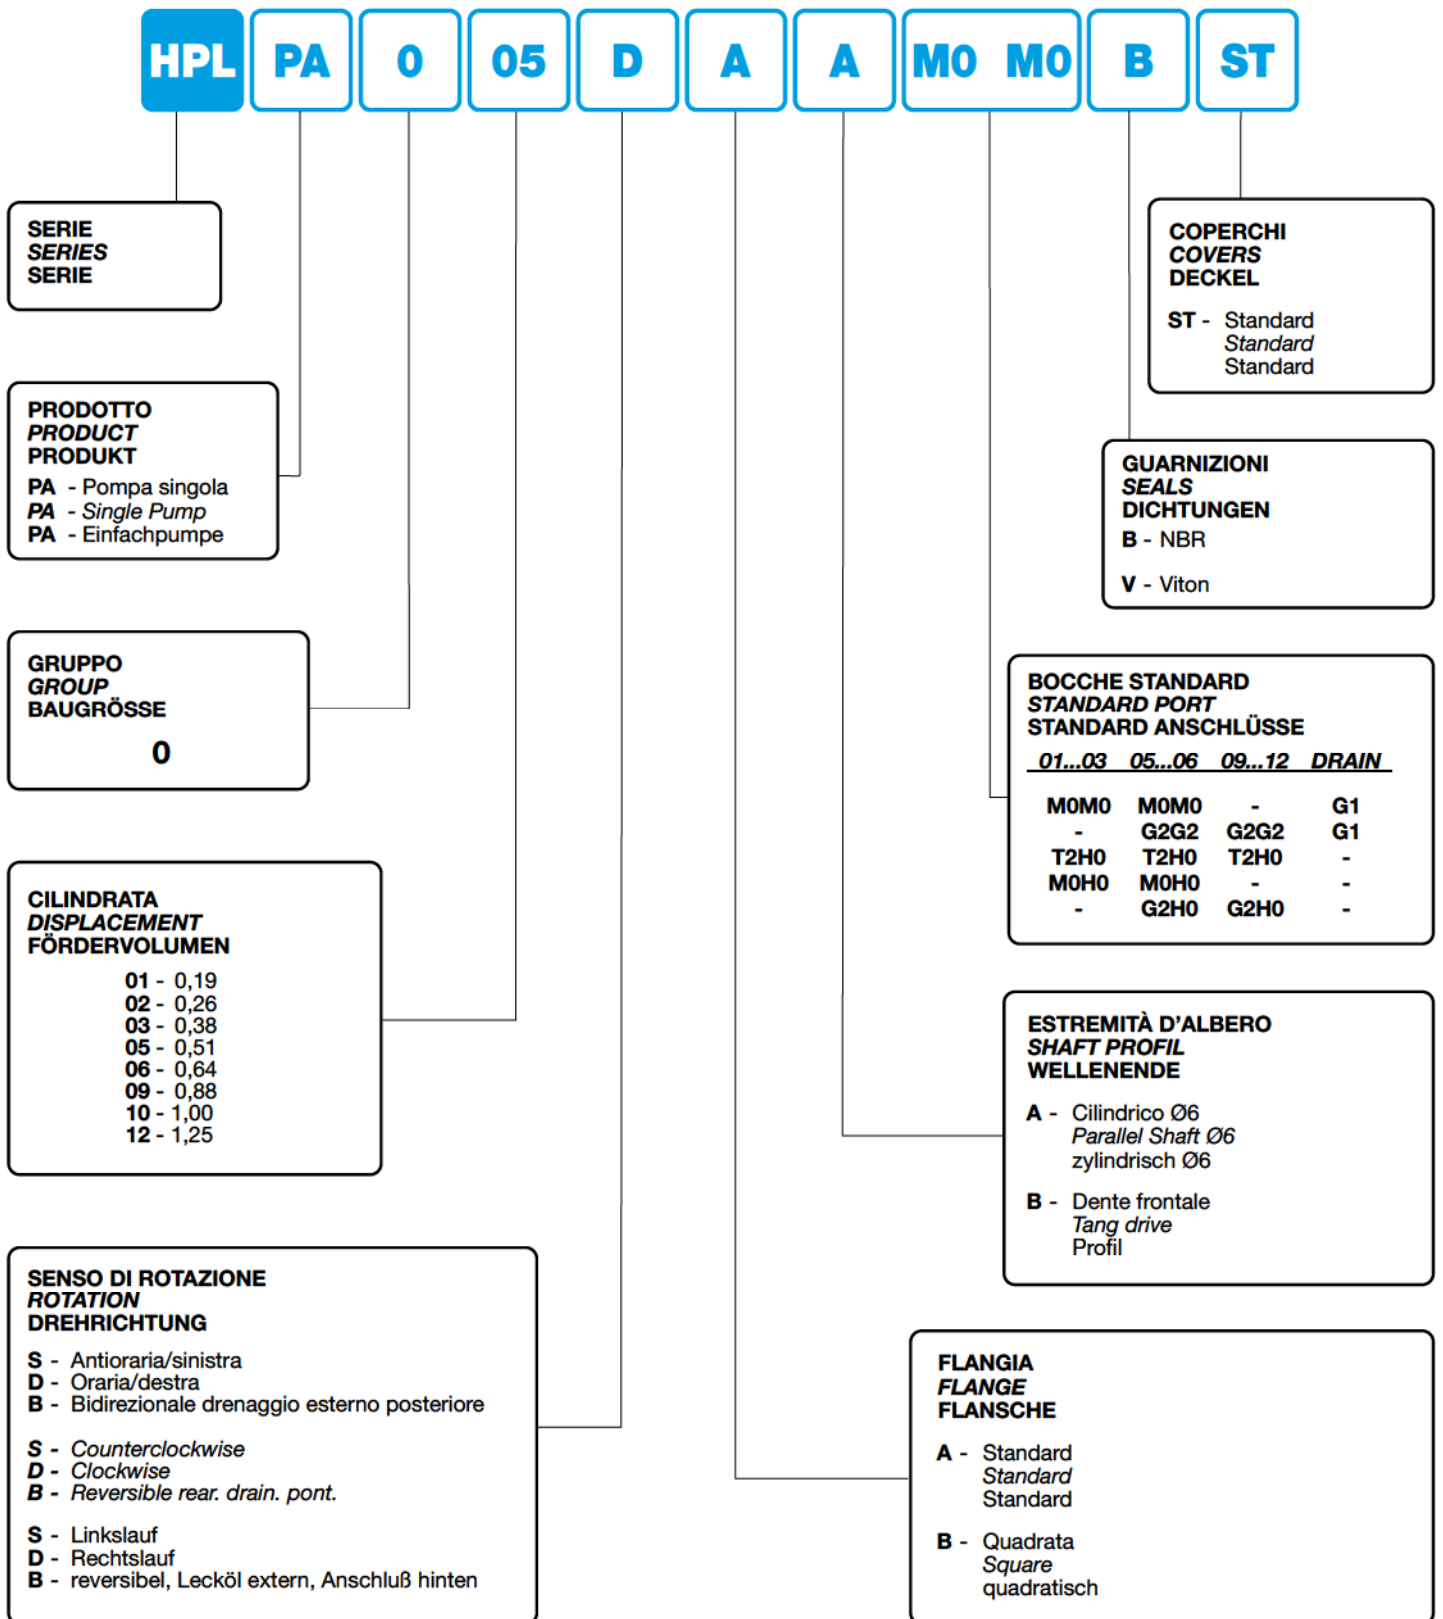 HPL PA 0 05 D A A M0 M0 B ST
SERIE
SERIES
SERIE
PRODOTTO
PRODUCT
PRODUKT
PA - Pompa singola
PA - Single Pump
PA - Einfachpumpe
GRUPPO
GROUP
BAUGRÖSSE
0
CILINDRATA
DISPLACEMENT
FÖRDERVOLUMEN
01 - 0,19
02 - 0,26
03 - 0,38
05 - 0,51
06 - 0,64
09 - 0,88
10 - 1,00
12 - 1,25
SENSO DI ROTAZIONE
ROTATION
DREHRICHTUNG
S - Antioraria/sinistra
D - Oraria/destra
B - Bidirezionale drenaggio esterno posteriore
S - Counterclockwise
D - Clockwise
B - Reversible rear. drain. pont.
S - Linkslauf
D - Rechtslauf
B - reversibel, Lecköl extern, Anschluß hinten
COPERCHI
COVERS
DECKEL
ST - Standard
Standard
Standard
GUARNIZIONI
SEALS
DICHTUNGEN
B - NBR
V - Viton
BOCCHE STANDARD
STANDARD PORT
STANDARD ANSCHLÜSSE
01...03 05...06 09...12 DRAIN
M0M0 M0M0 - G1
- G2G2 G2G2 G1
T2H0 T2H0 T2H0 -
M0H0 M0H0 - -
- G2H0 G2H0 -
ESTREMITÀ D'ALBERO
SHAFT PROFIL
WELLENENDE
A - Cilindrico Ø6
Parallel Shaft Ø6
zylindrisch Ø6
B - Dente frontale
Tang drive
Profil
FLANGIA
FLANGE
FLANSCHE
A - Standard
Standard
Standard
B - Quadrata
Square
quadratisch